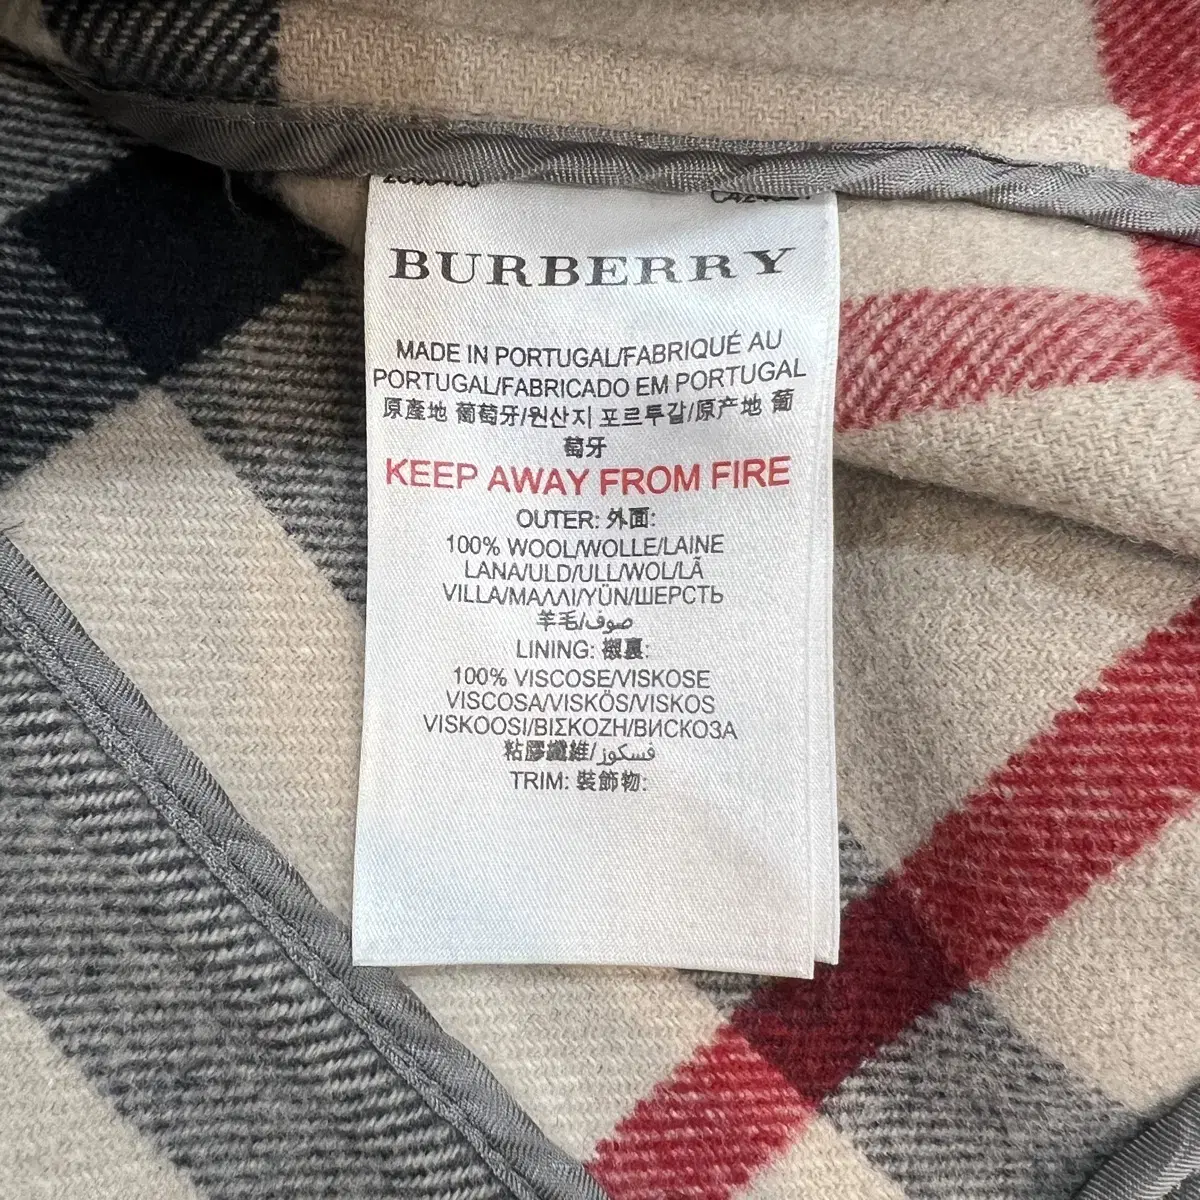 BURBERRY
MADE IN PORTUGAL/FABRIQUÉ AU
PORTUGAL/FABRICADO EM PORTUGAL
原產地 葡萄牙/원산지 포르투갈/原产地 葡
萄牙
KEEP AWAY FROM FIRE
OUTER: 外面:
100% WOOL/WOLLE/LAINE
LANA/ULD/ULL/WOL/LÃ
VILLA/ΜΑΛΛΙ/YÜN/ШЕРСТЬ
羊毛/صوف
LINING: 襯裏:
100% VISCOSE/VISKOSE
VISCOSA/VISKÖS/VISKOS
VISKOOSI/ΒΙΣΚΟΖΗ/ВИСКОЗА
粘膠纖維/فسكوز
TRIM: 裝飾物: